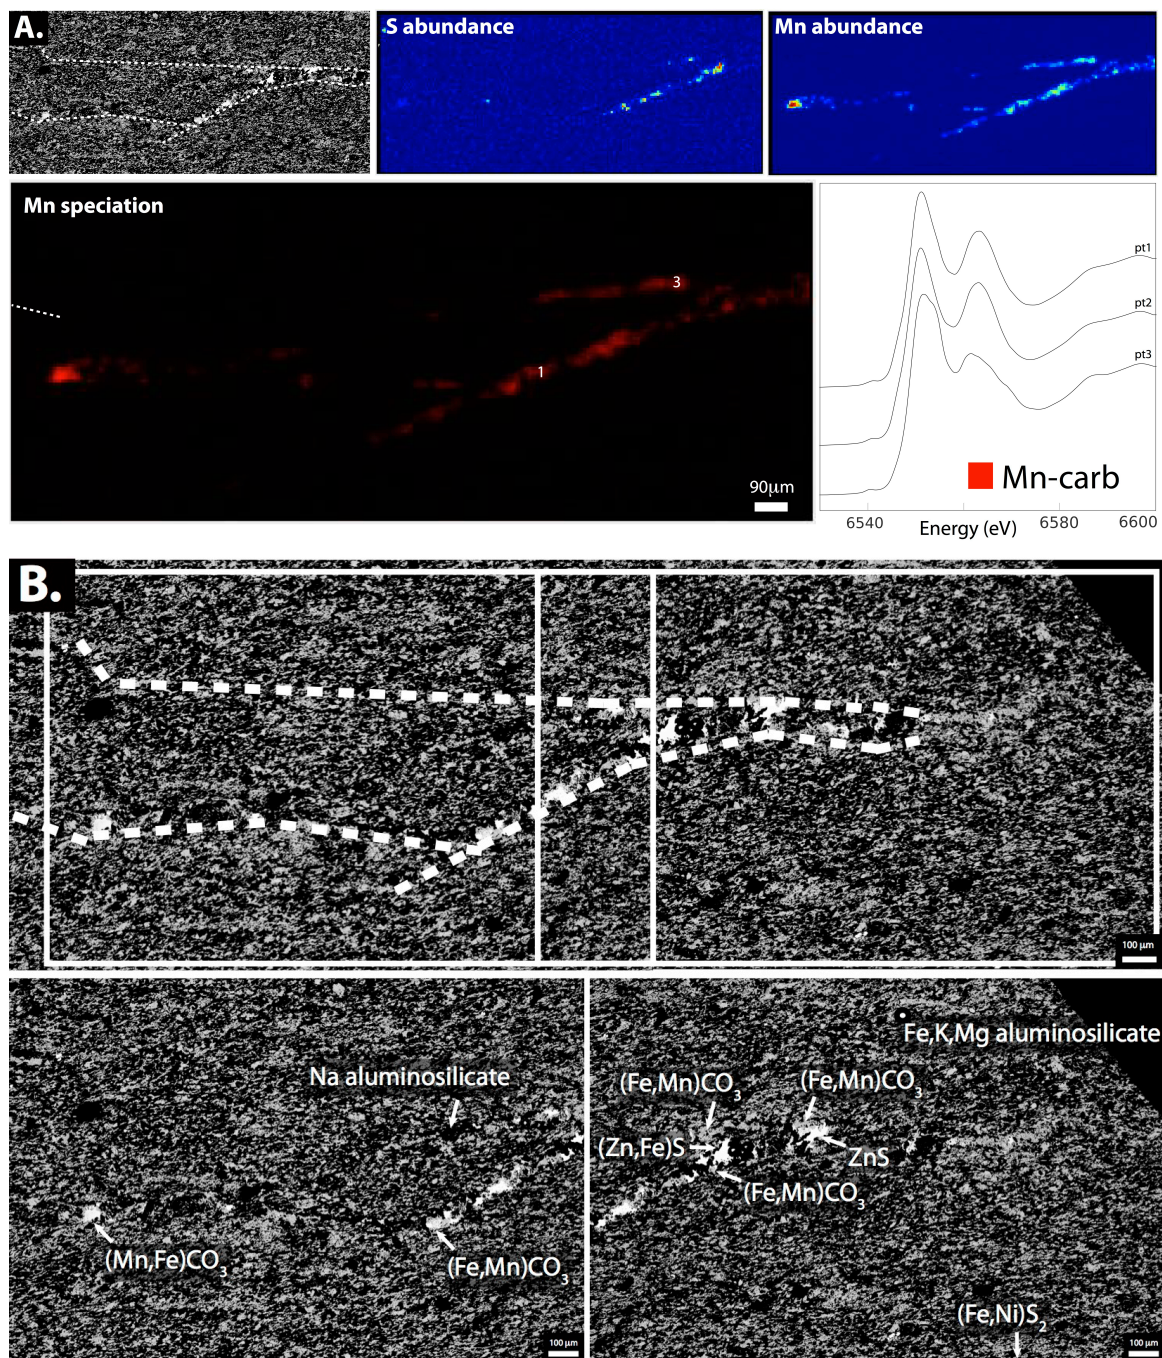 A.
S abundance
Mn abundance
Mn speciation
3
1
90μm
pt1
pt2
pt3
Mn-carb
6540
6580
6600
Energy (eV)
B.
100 μm
Na aluminosilicate
(Mn,Fe)CO3
(Fe,Mn)CO3
100 μm
Fe,K,Mg aluminosilicate
(Fe,Mn)CO3
(Fe,Mn)CO3
(Zn,Fe)S
ZnS
(Fe,Mn)CO3
(Fe,Ni)S2
100 μm